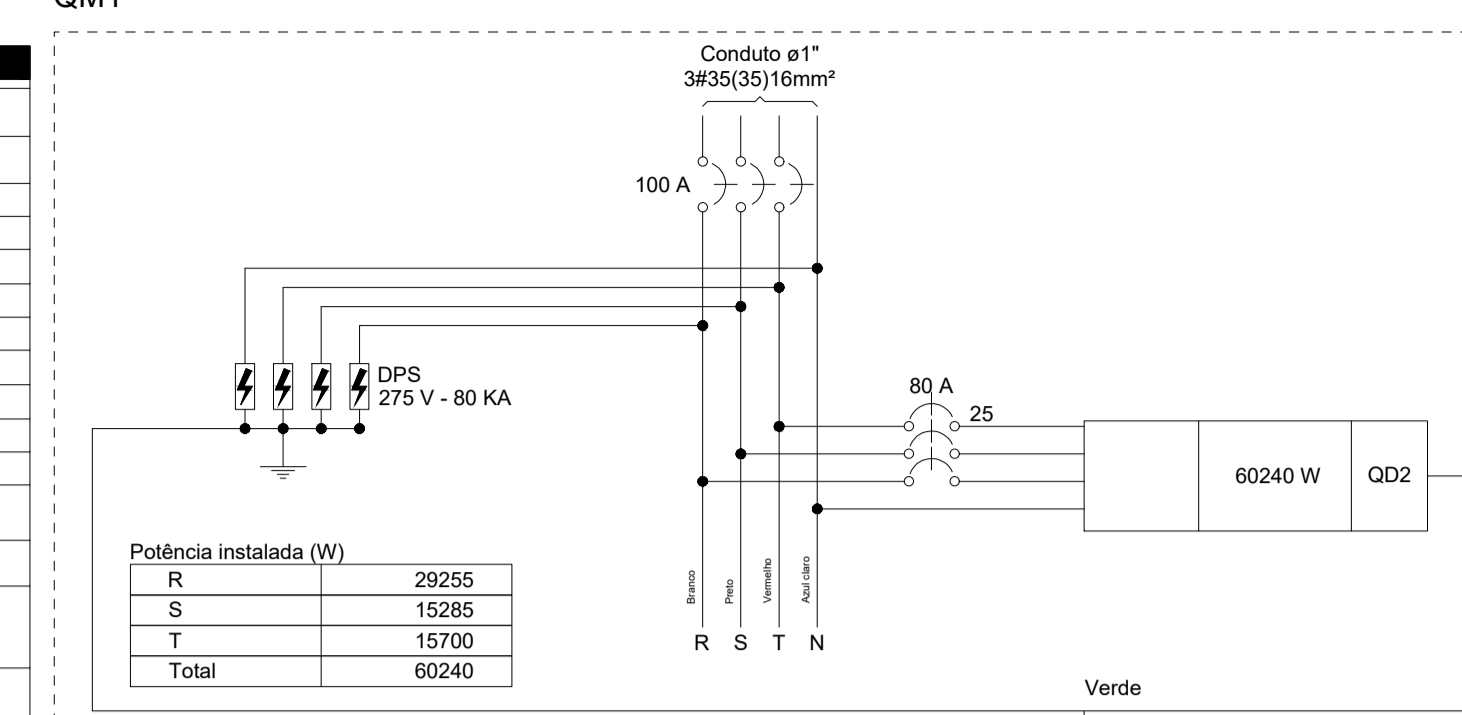 QM1
Conduto ø1"
3#35(35)16mm²
100 A
DPS
275 V - 80 KA
80 A
25
60240 W
QD2
Potência instalada (W)
R 29255
S 15285
T 15700
Total 60240
Branco
Preto
Vermelho
Azul claro
R S T N
Verde